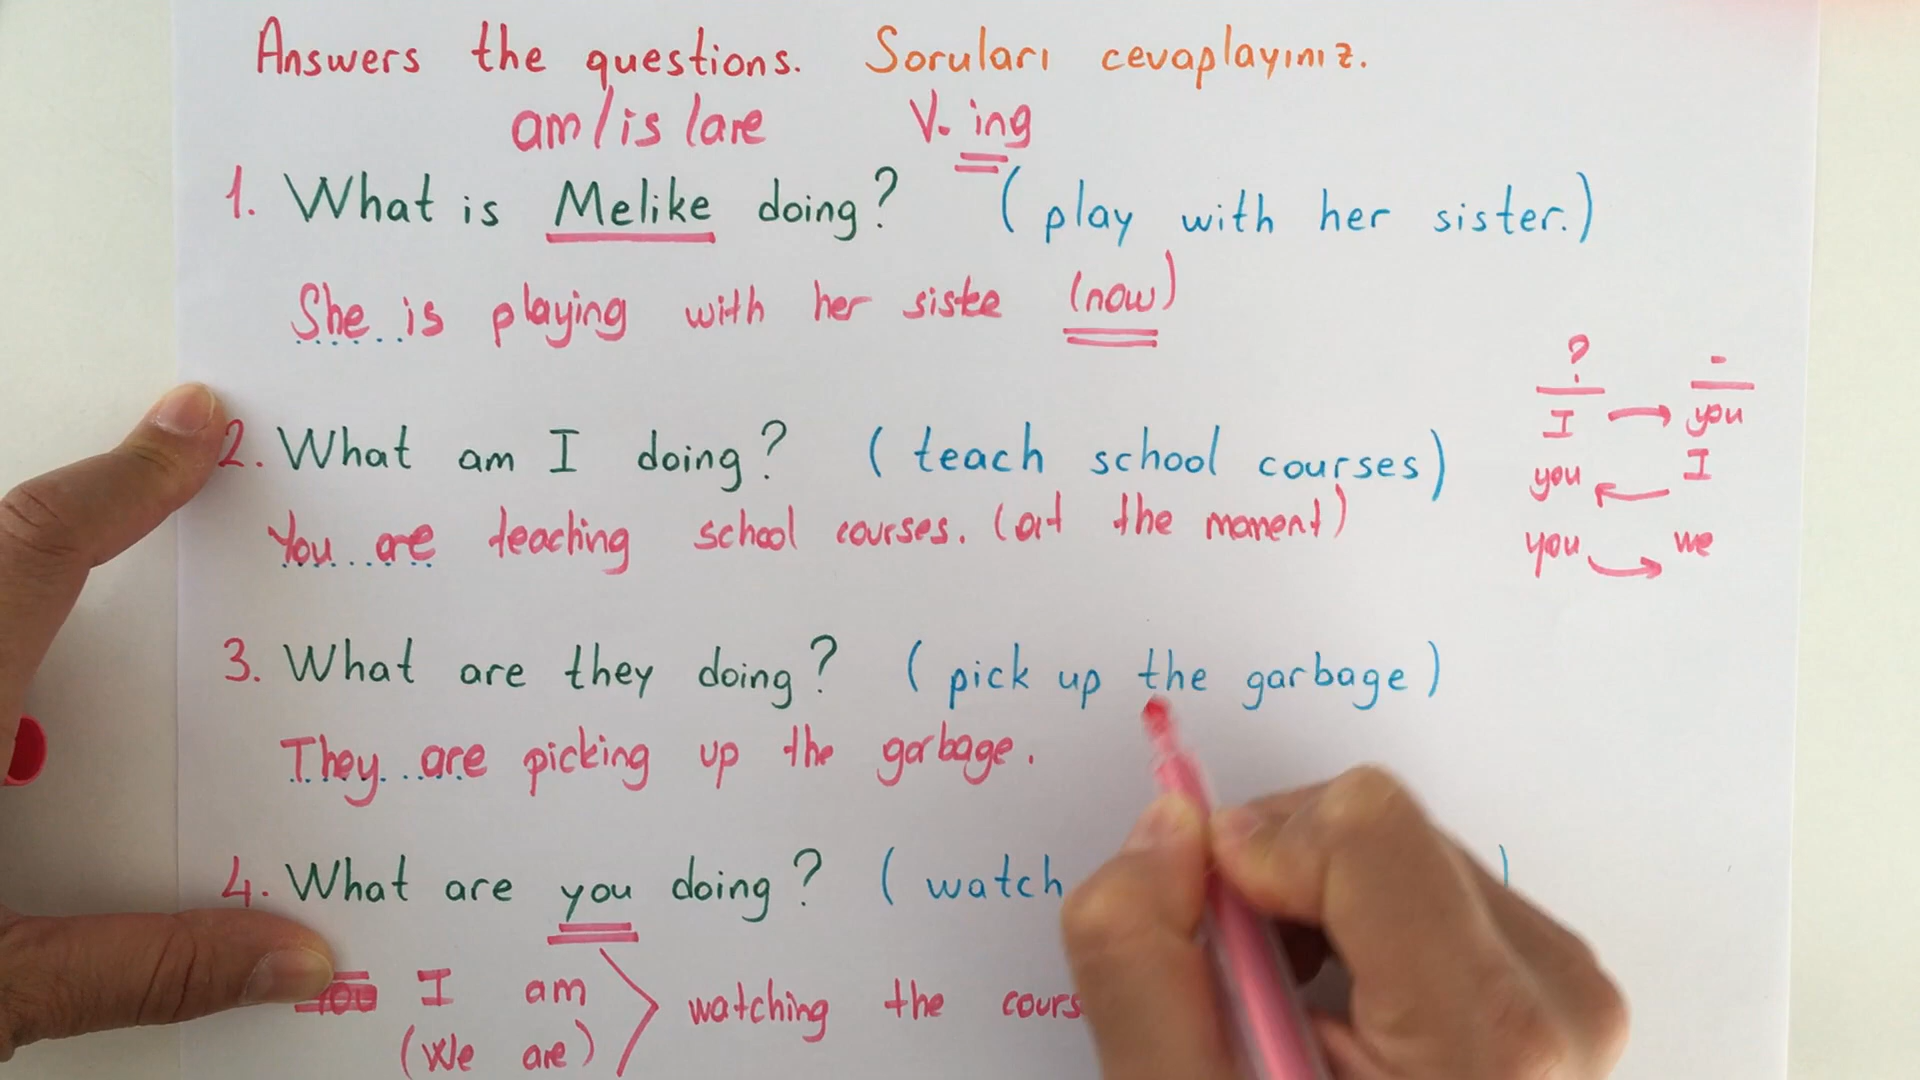 Answers the questions. Soruları cevaplayınız.
am/is/are V. ing
1. What is Melike doing? (play with her sister.)
She is playing with her siste (now)
2. What am I doing? (teach school courses)
You are teaching school courses. (at the moment)
3. What are they doing? (pick up the garbage)
They are picking up the garbage.
4. What are you doing? (watch )
You I am
(We are) watching the cours
? -
I → you
you ← I
you → we